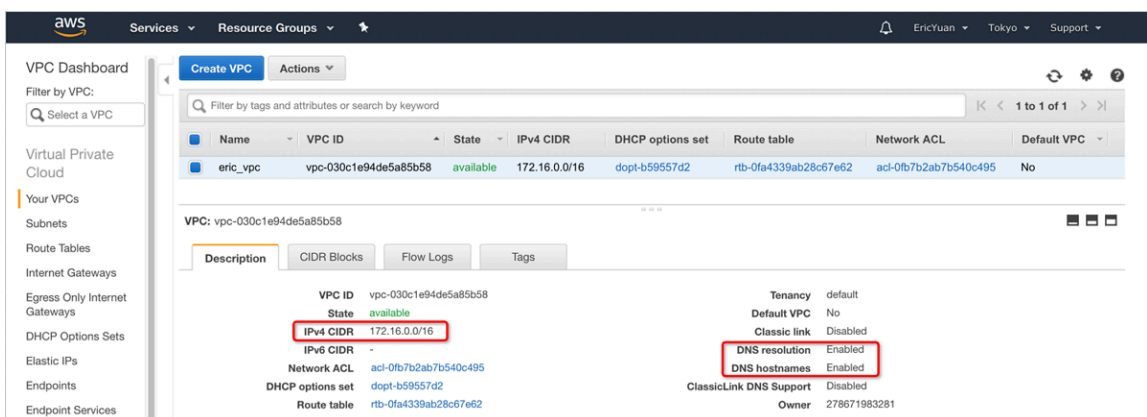 aws Services Resource Groups EricYuan Tokyo Support
VPC Dashboard
Filter by VPC:
Select a VPC
Virtual Private
Cloud
Your VPCs
Subnets
Route Tables
Internet Gateways
Egress Only Internet
Gateways
DHCP Options Sets
Elastic IPs
Endpoints
Endpoint Services
Create VPC Actions
Filter by tags and attributes or search by keyword 1 to 1 of 1
Name VPC ID State IPv4 CIDR DHCP options set Route table Network ACL Default VPC
eric_vpc vpc-030c1e94de5a85b58 available 172.16.0.0/16 dopt-b59557d2 rtb-0fa4339ab28c67e62 acl-0fb7b2ab7b540c495 No
VPC: vpc-030c1e94de5a85b58
Description CIDR Blocks Flow Logs Tags
VPC ID vpc-030c1e94de5a85b58 Tenancy default
State available Default VPC No
IPv4 CIDR 172.16.0.0/16 Classic link Disabled
IPv6 CIDR - DNS resolution Enabled
Network ACL acl-0fb7b2ab7b540c495 DNS hostnames Enabled
DHCP options set dopt-b59557d2 ClassicLink DNS Support Disabled
Route table rtb-0fa4339ab28c67e62 Owner 278671983281